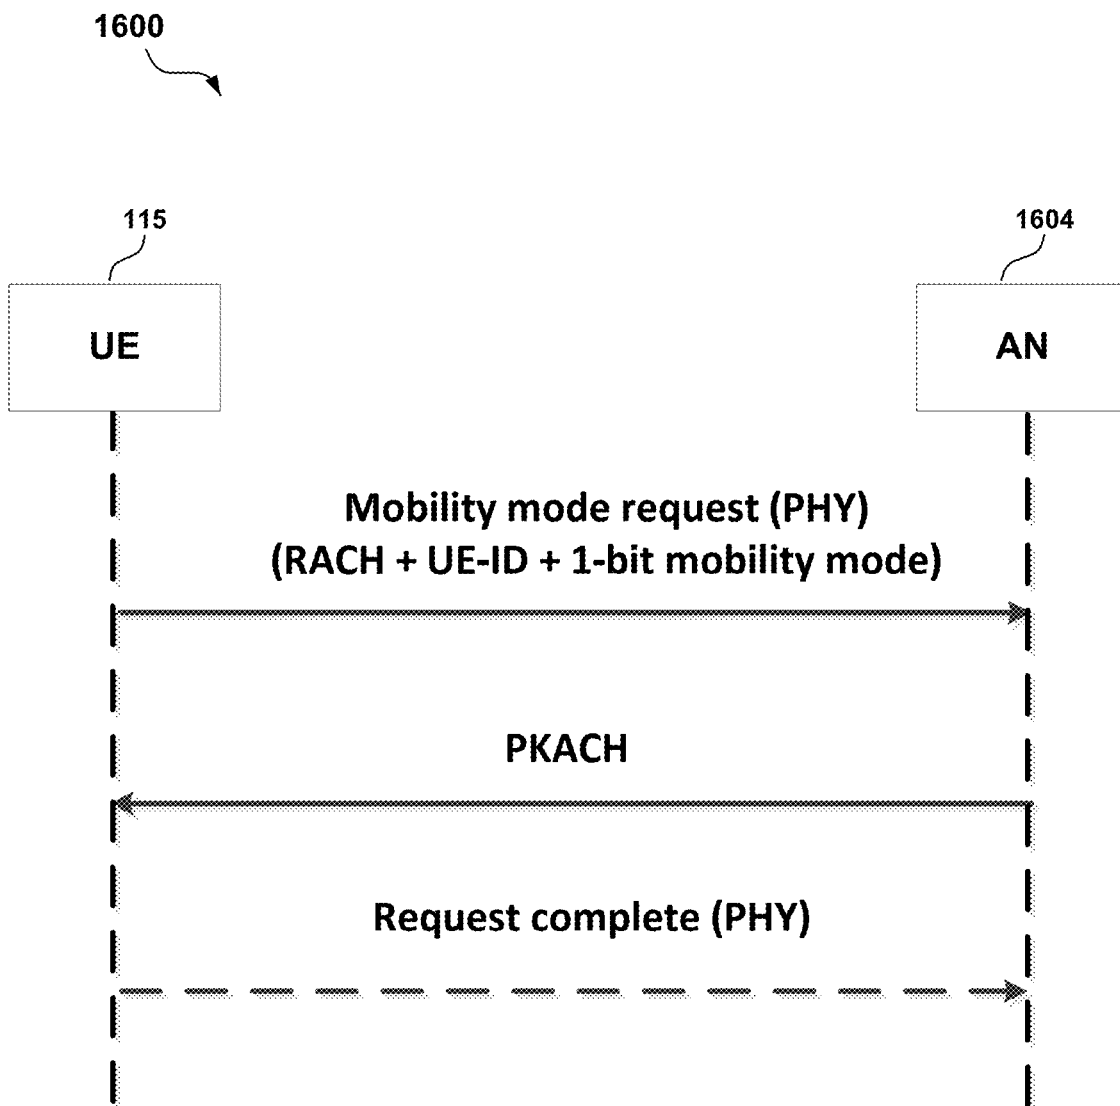 1600
115
1604
UE
AN
Mobility mode request (PHY)
(RACH + UE-ID + 1-bit mobility mode)
PKACH
Request complete (PHY)